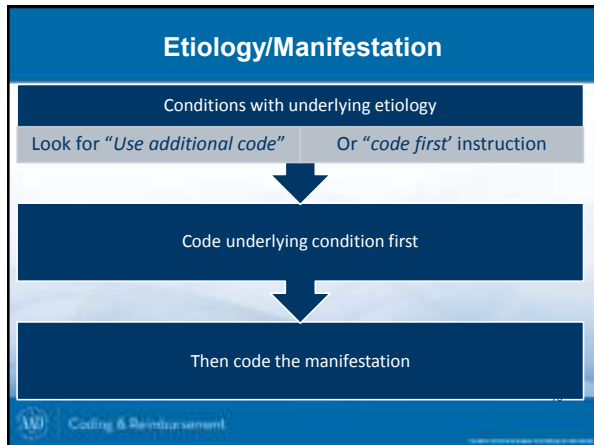 Etiology/Manifestation
Conditions with underlying etiology
Look for “Use additional code”
Or “code first’ instruction
Code underlying condition first
Then code the manifestation
Coding & Reimbursement